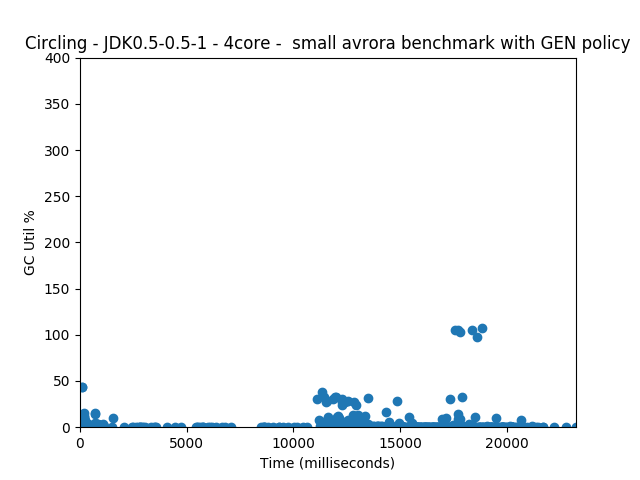 Circling - JDK0.5-0.5-1 - 4core -  small avrora benchmark with GEN policy
400
350
300
250
200
150
100
50
0
GC Util %
0 5000 10000 15000 20000
Time (milliseconds)